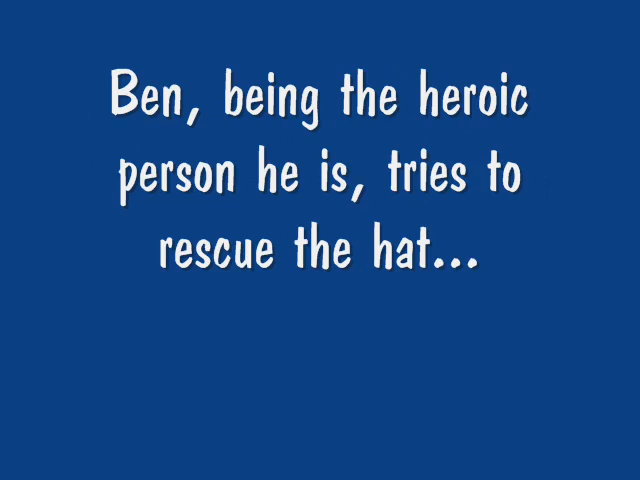 Ben, being the heroic
person he is, tries to
rescue the hat...